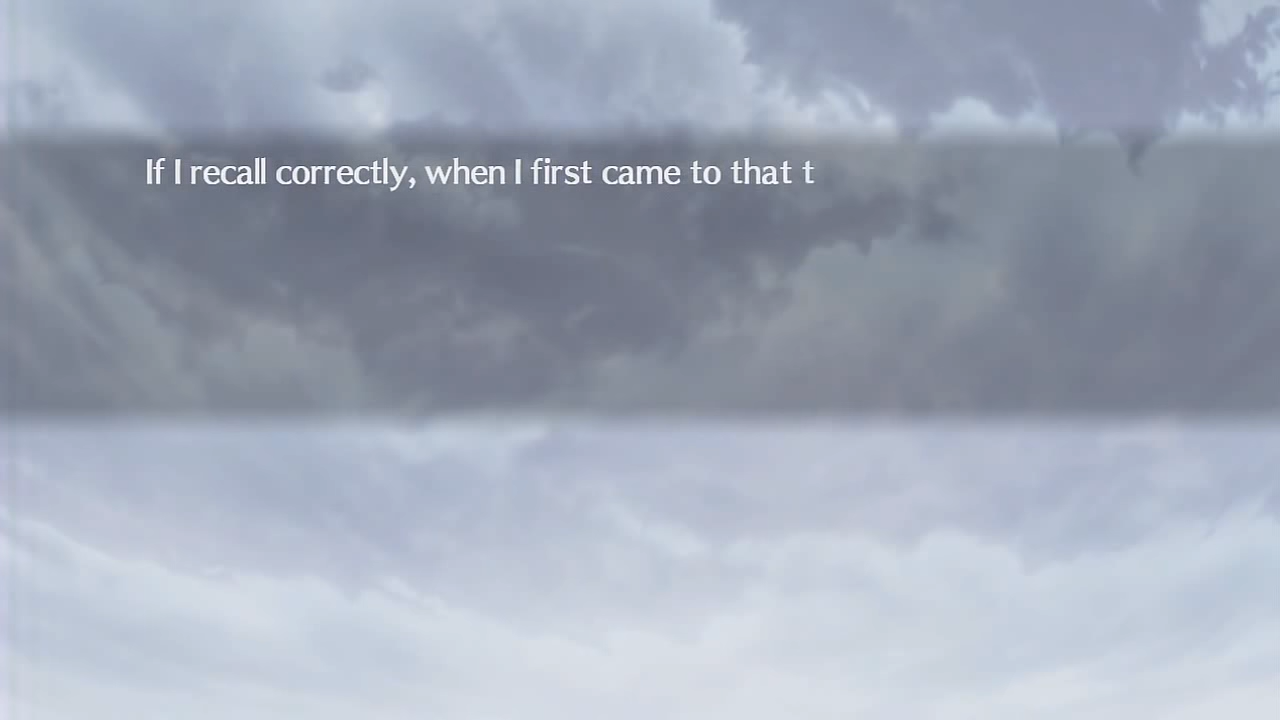 If I recall correctly, when I first came to that t